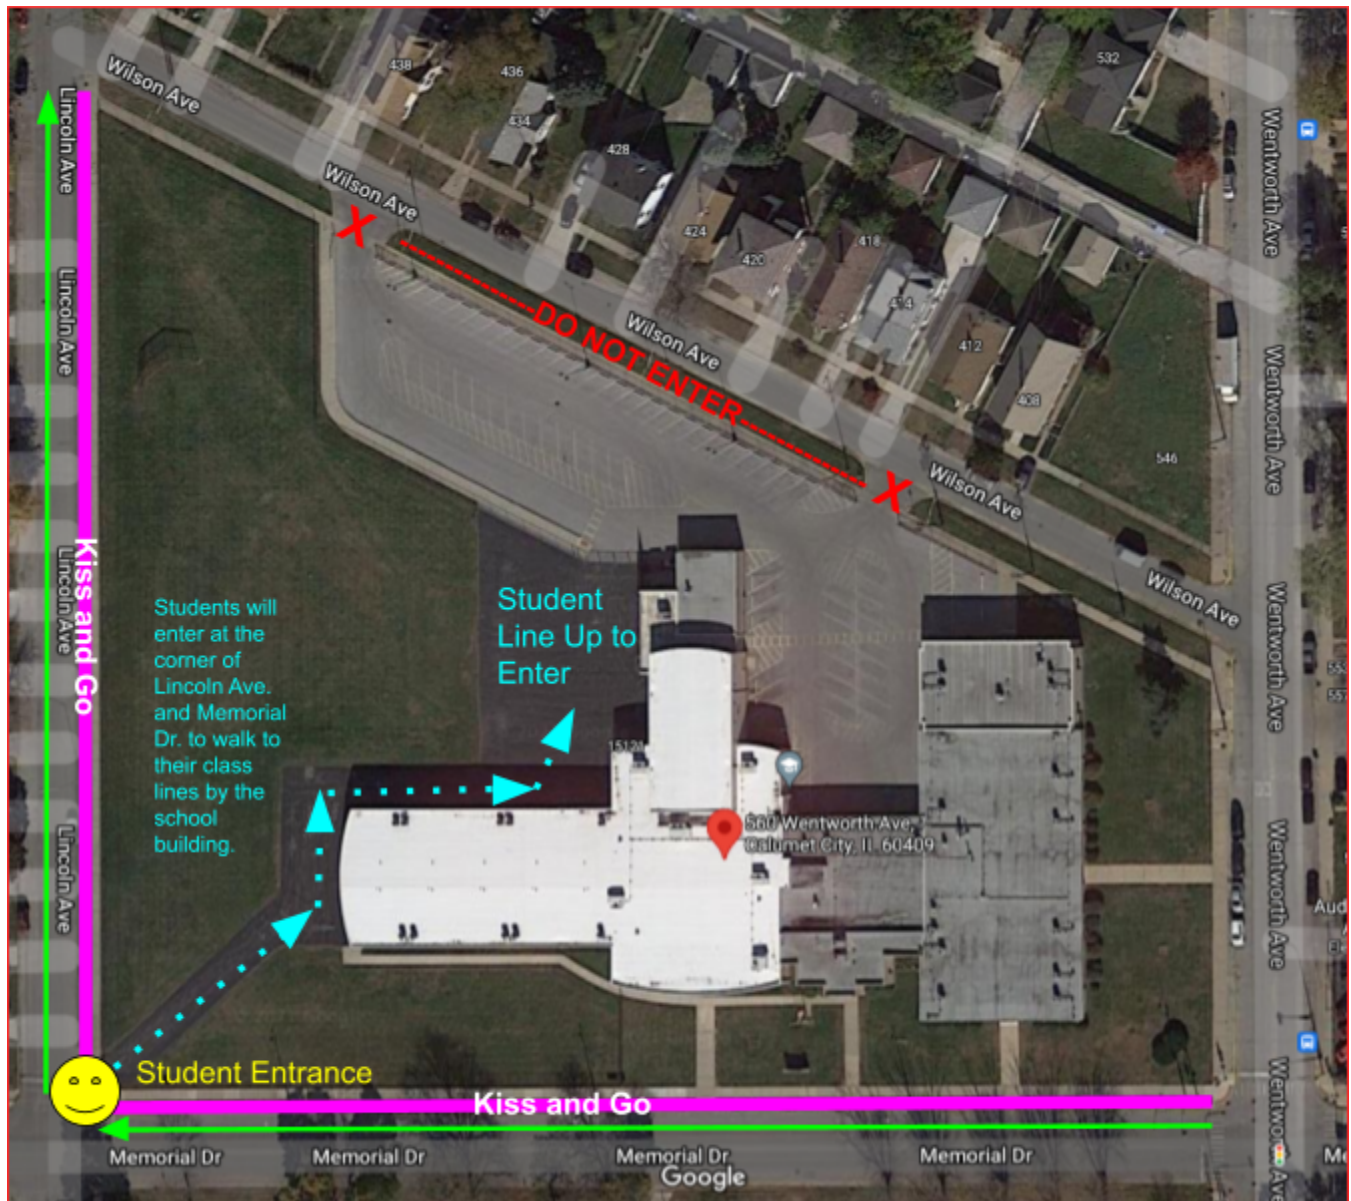 Wilson Ave
438
436
434
532
Lincoln Ave
Wentworth Ave
428
Wilson Ave
X
424
420
418
414
412
408
Lincoln Ave
-----DO NOT ENTER-----
Wilson Ave
Wentworth Ave
546
X
Wilson Ave
Kiss and Go
Lincoln Ave
Wilson Ave
Wentworth Ave
Students will
enter at the
corner of
Lincoln Ave.
and Memorial
Dr. to walk to
their class
lines by the
school
building.
Student
Line Up to
Enter
Lincoln Ave
560 Wentworth Ave,
Calumet City, IL 60409
Wentworth Ave
Aud
Student Entrance
Kiss and Go
Wentworth Ave
Memorial Dr
Memorial Dr
Memorial Dr
Memorial Dr
Me
Google